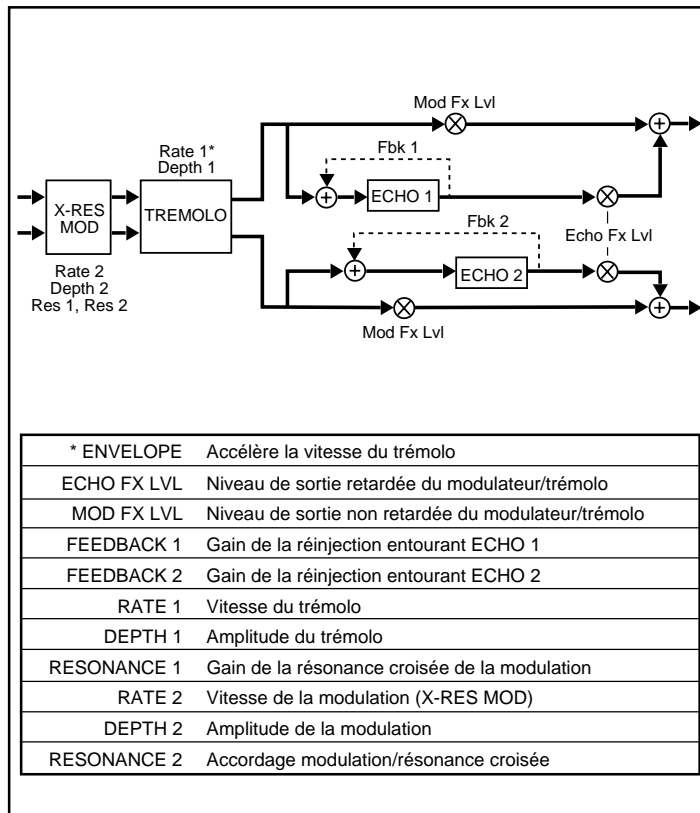 Mod Fx Lvl
Rate 1*
Depth 1
Fbk 1
X-RES
MOD
TREMOLO
ECHO 1
Fbk 2
Echo Fx Lvl
Rate 2
Depth 2
Res 1, Res 2
ECHO 2
Mod Fx Lvl
* ENVELOPE Accélère la vitesse du trémolo
ECHO FX LVL Niveau de sortie retardée du modulateur/trémolo
MOD FX LVL Niveau de sortie non retardée du modulateur/trémolo
FEEDBACK 1 Gain de la réinjection entourant ECHO 1
FEEDBACK 2 Gain de la réinjection entourant ECHO 2
RATE 1 Vitesse du trémolo
DEPTH 1 Amplitude du trémolo
RESONANCE 1 Gain de la résonance croisée de la modulation
RATE 2 Vitesse de la modulation (X-RES MOD)
DEPTH 2 Amplitude de la modulation
RESONANCE 2 Accordage modulation/résonance croisée